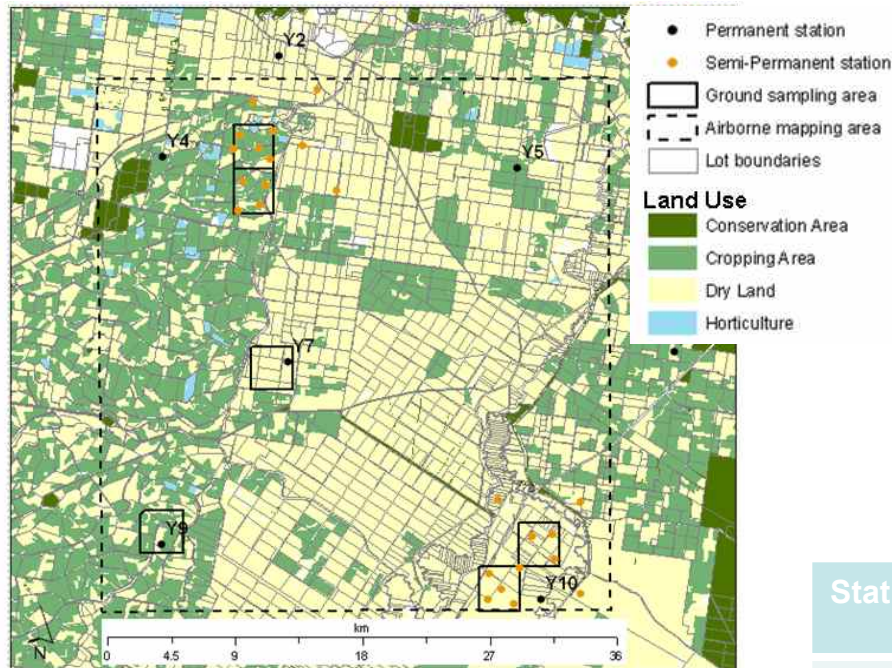 Y2
Y4
Y5
Y7
Y9
Y10
N
km
0 4.5 9 18 27 36
Permanent station
Semi-Permanent station
Ground sampling area
Airborne mapping area
Lot boundaries
Land Use
Conservation Area
Cropping Area
Dry Land
Horticulture
Stat